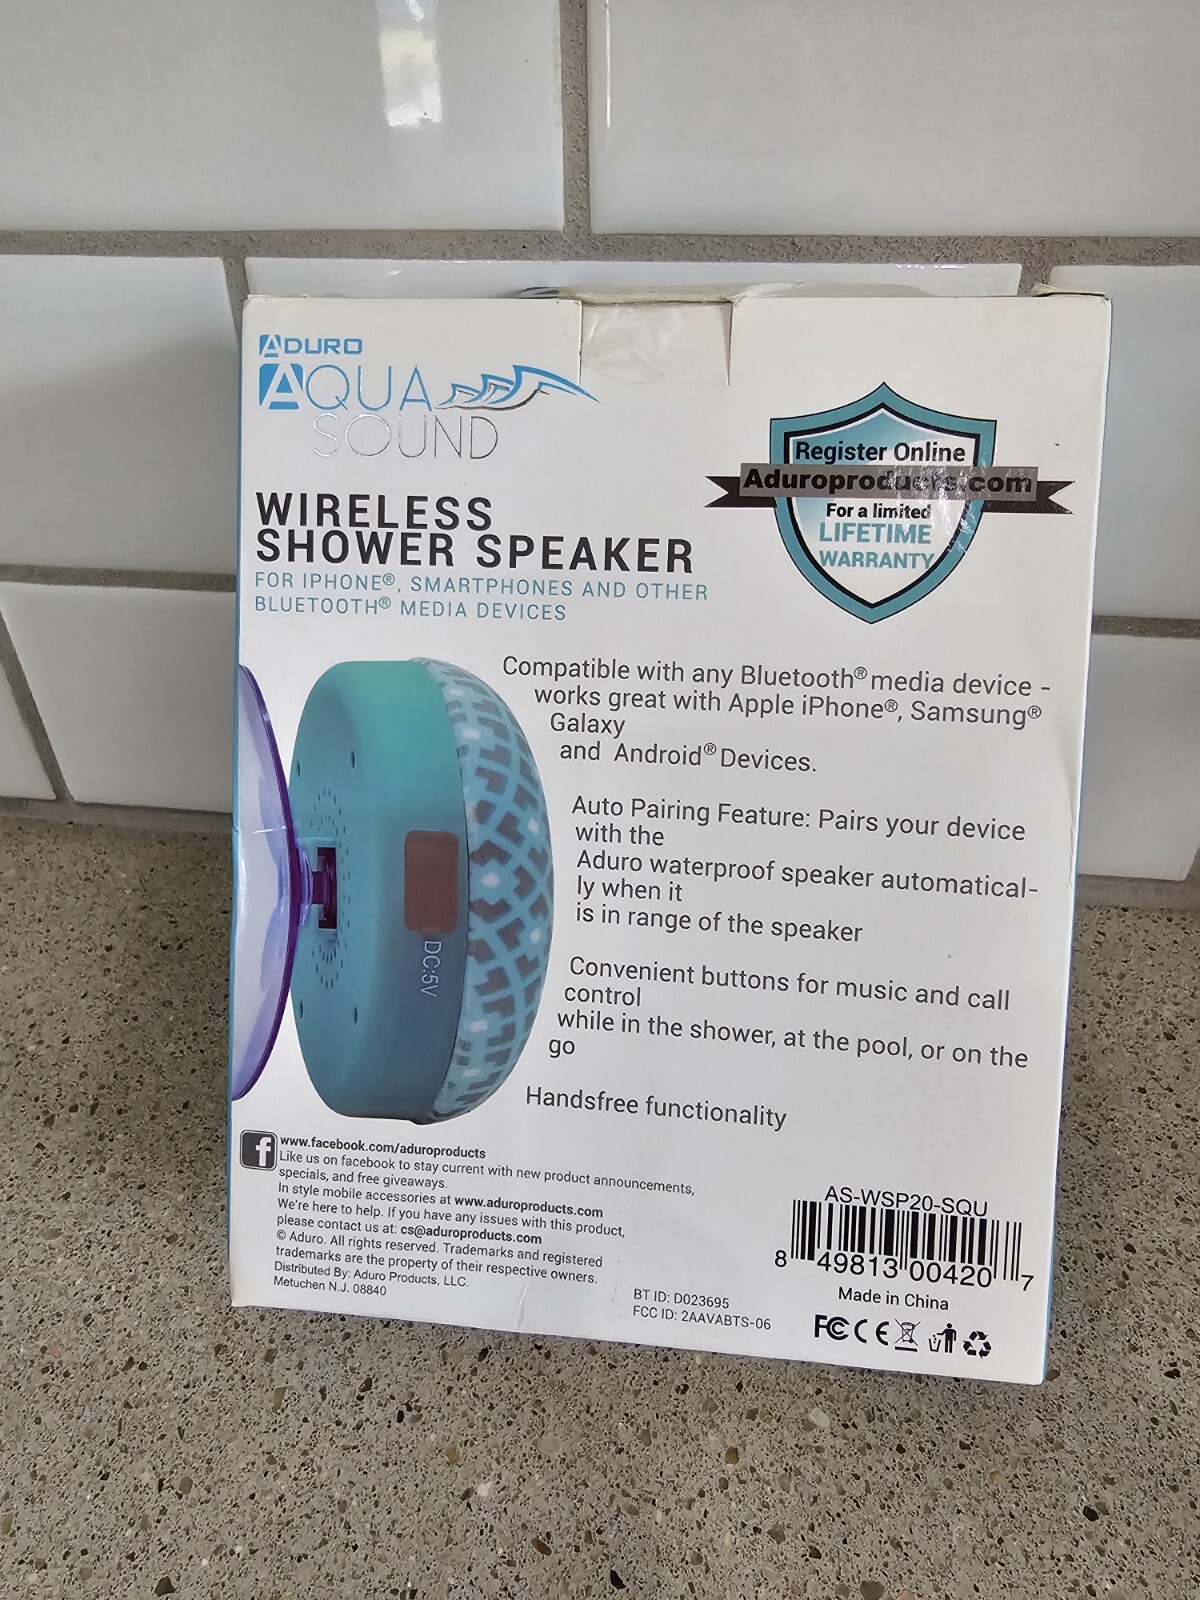 ADURO
AQUA
SOUND
WIRELESS
SHOWER SPEAKER
FOR IPHONE®, SMARTPHONES AND OTHER
BLUETOOTH® MEDIA DEVICES
Register Online
Aduroproducts.com
For a limited
LIFETIME
WARRANTY
Compatible with any Bluetooth® media device -
works great with Apple iPhone®, Samsung®
Galaxy
and Android® Devices.
Auto Pairing Feature: Pairs your device
with the
Aduro waterproof speaker automatical-
ly when it
is in range of the speaker
Convenient buttons for music and call
control
while in the shower, at the pool, or on the
go
Handsfree functionality
DC:5V
f
www.facebook.com/aduroproducts
Like us on facebook to stay current with new product announcements,
specials, and free giveaways.
In style mobile accessories at www.aduroproducts.com
We're here to help. If you have any issues with this product,
please contact us at: cs@aduroproducts.com
© Aduro. All rights reserved. Trademarks and registered
trademarks are the property of their respective owners.
Distributed By: Aduro Products, LLC.
Metuchen N.J. 08840
BT ID: D023695
FCC ID: 2AAVABTS-06
AS-WSP20-SQU
8 49813 00420 7
Made in China
FC CE